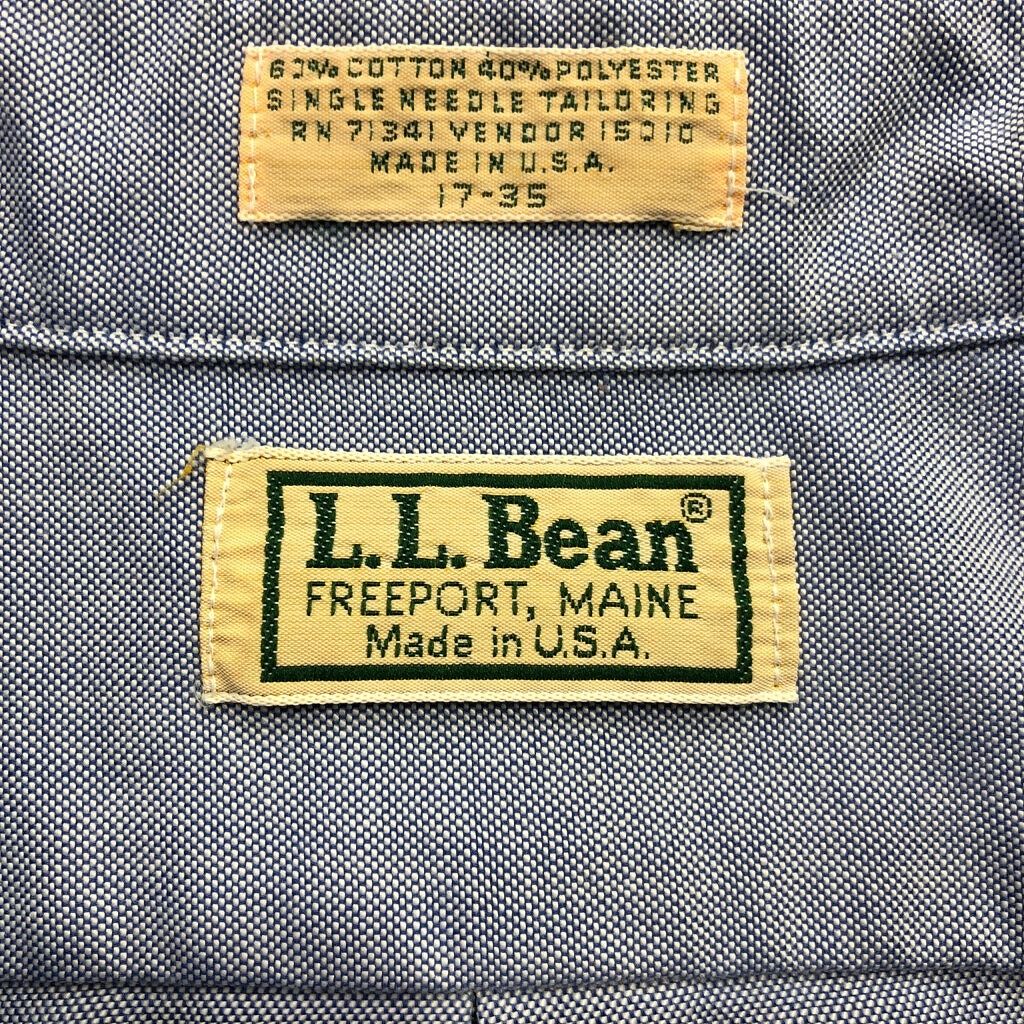 60% COTTON 40% POLYESTER
SINGLE NEEDLE TAILORING
RN 71341 VENDOR 15010
MADE IN U.S.A.
17-35
L.L.Bean®
FREEPORT, MAINE
Made in U.S.A.